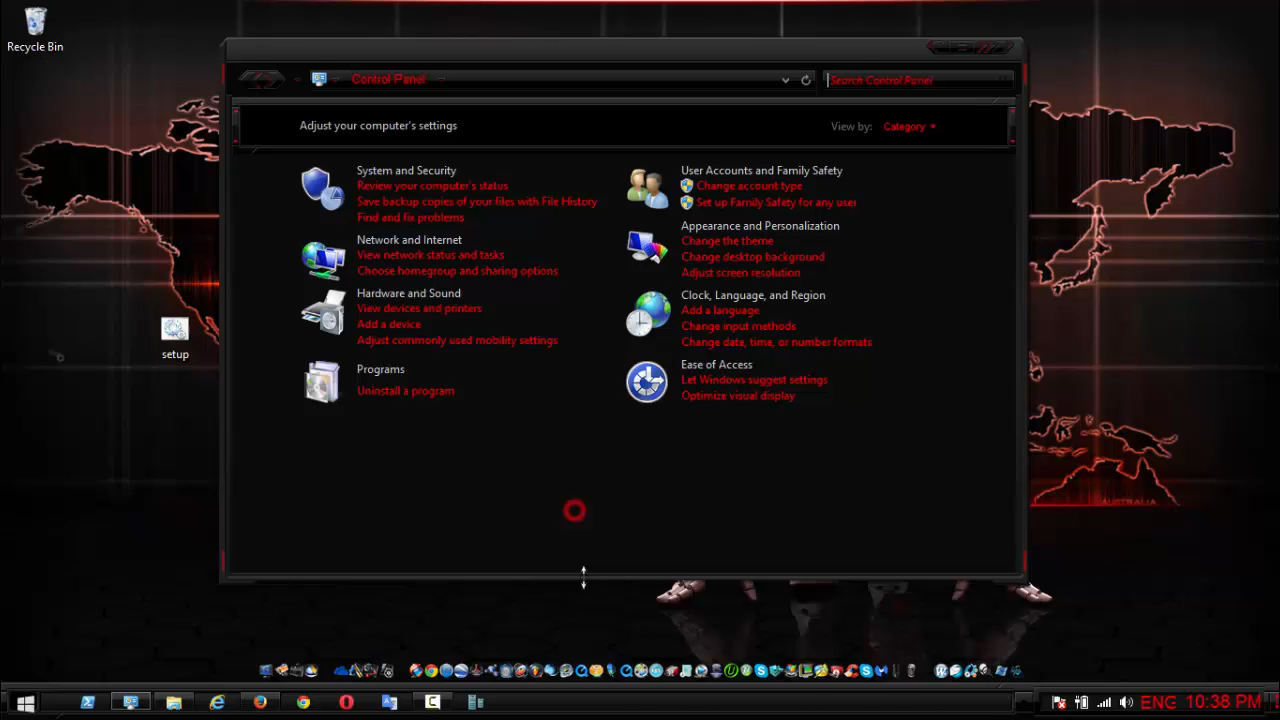 Recycle Bin
Control Panel
Search Control Panel
Adjust your computer's settings
View by: Category
System and Security
Review your computer's status
Save backup copies of your files with File History
Find and fix problems
Network and Internet
View network status and tasks
Choose homegroup and sharing options
Hardware and Sound
View devices and printers
Add a device
Adjust commonly used mobility settings
Programs
Uninstall a program
User Accounts and Family Safety
Change account type
Set up Family Safety for any user
Appearance and Personalization
Change the theme
Change desktop background
Adjust screen resolution
Clock, Language, and Region
Add a language
Change input methods
Change date, time, or number formats
Ease of Access
Let Windows suggest settings
Optimize visual display
setup
AUSTRALIA
ENG 10:38 PM